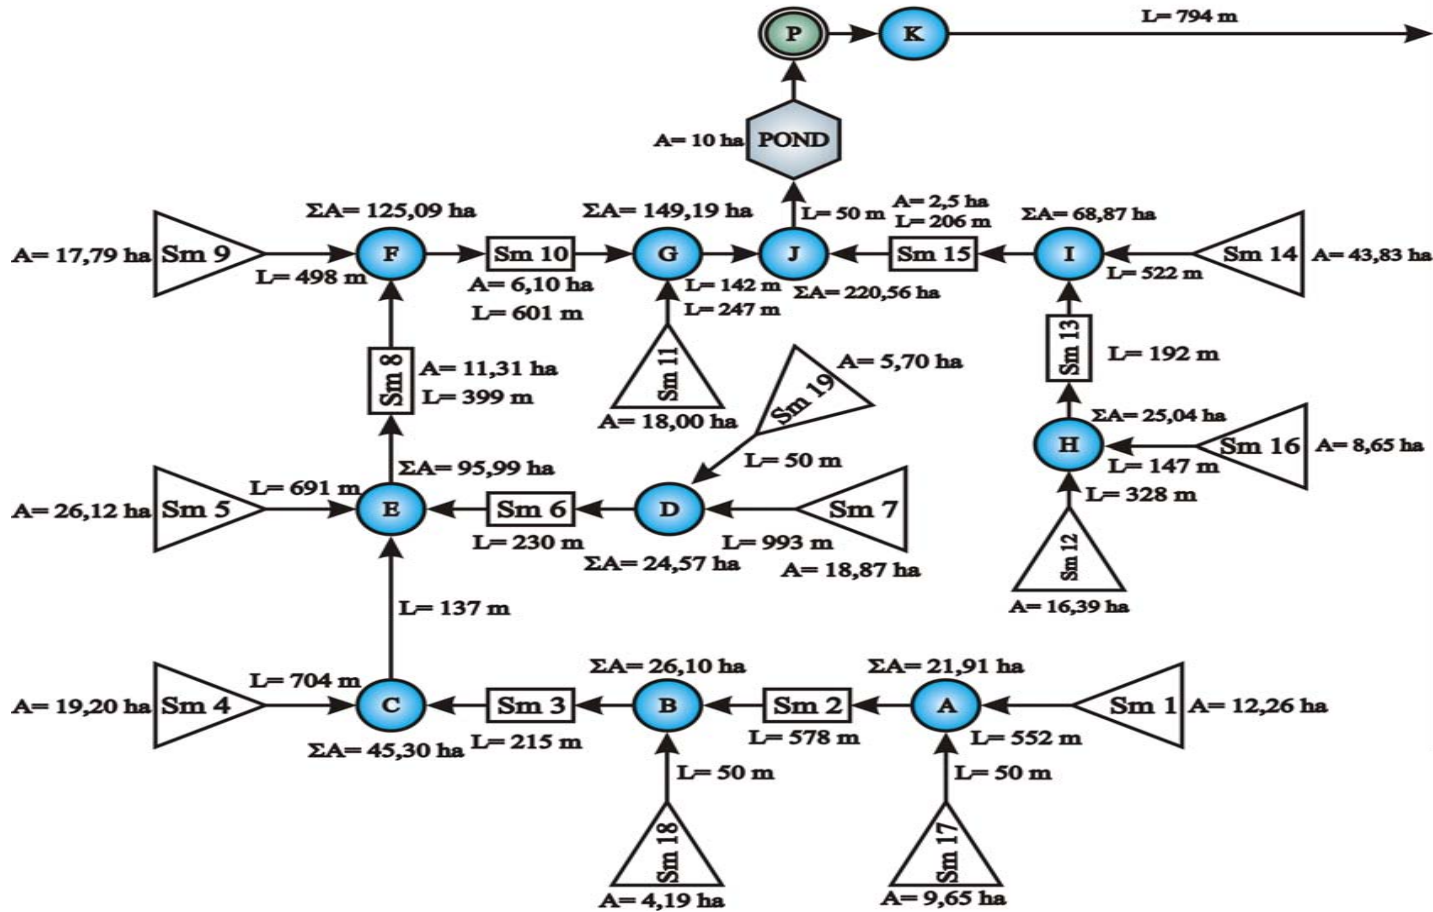 L= 794 m
P
K
A= 10 ha
POND
ΣA= 125,09 ha
ΣA= 149,19 ha
L= 50 m
A= 2,5 ha
L= 206 m
ΣA= 68,87 ha
A= 17,79 ha
Sm 9
L= 498 m
F
Sm 10
A= 6,10 ha
L= 601 m
G
L= 142 m
L= 247 m
J
ΣA= 220,56 ha
Sm 15
I
L= 522 m
Sm 14
A= 43,83 ha
Sm 8
A= 11,31 ha
L= 399 m
Sm 11
A= 18,00 ha
Sm 19
A= 5,70 ha
Sm 13
L= 192 m
ΣA= 25,04 ha
H
L= 147 m
Sm 16
A= 8,65 ha
L= 328 m
Sm 12
A= 16,39 ha
L= 50 m
ΣA= 95,99 ha
A= 26,12 ha
Sm 5
L= 691 m
E
Sm 6
L= 230 m
D
ΣA= 24,57 ha
L= 993 m
Sm 7
A= 18,87 ha
L= 137 m
ΣA= 26,10 ha
ΣA= 21,91 ha
A= 19,20 ha
Sm 4
L= 704 m
C
ΣA= 45,30 ha
Sm 3
L= 215 m
B
Sm 2
L= 578 m
A
L= 552 m
Sm 1
A= 12,26 ha
L= 50 m
L= 50 m
Sm 18
A= 4,19 ha
Sm 17
A= 9,65 ha